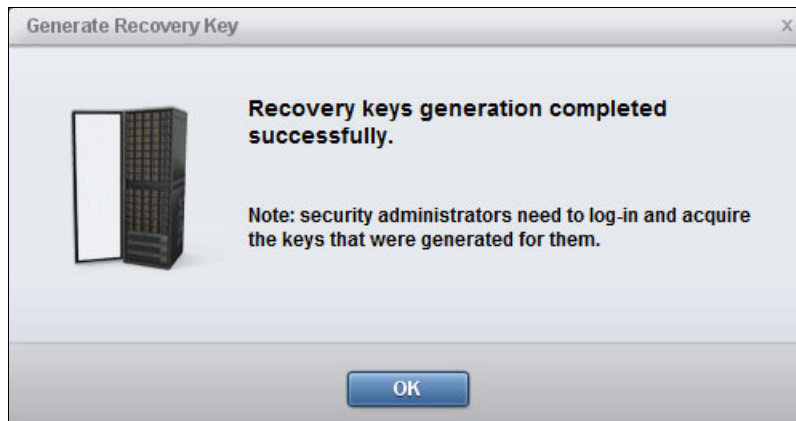 Generate Recovery Key
x
Recovery keys generation completed
successfully.
Note: security administrators need to log-in and acquire
the keys that were generated for them.
OK